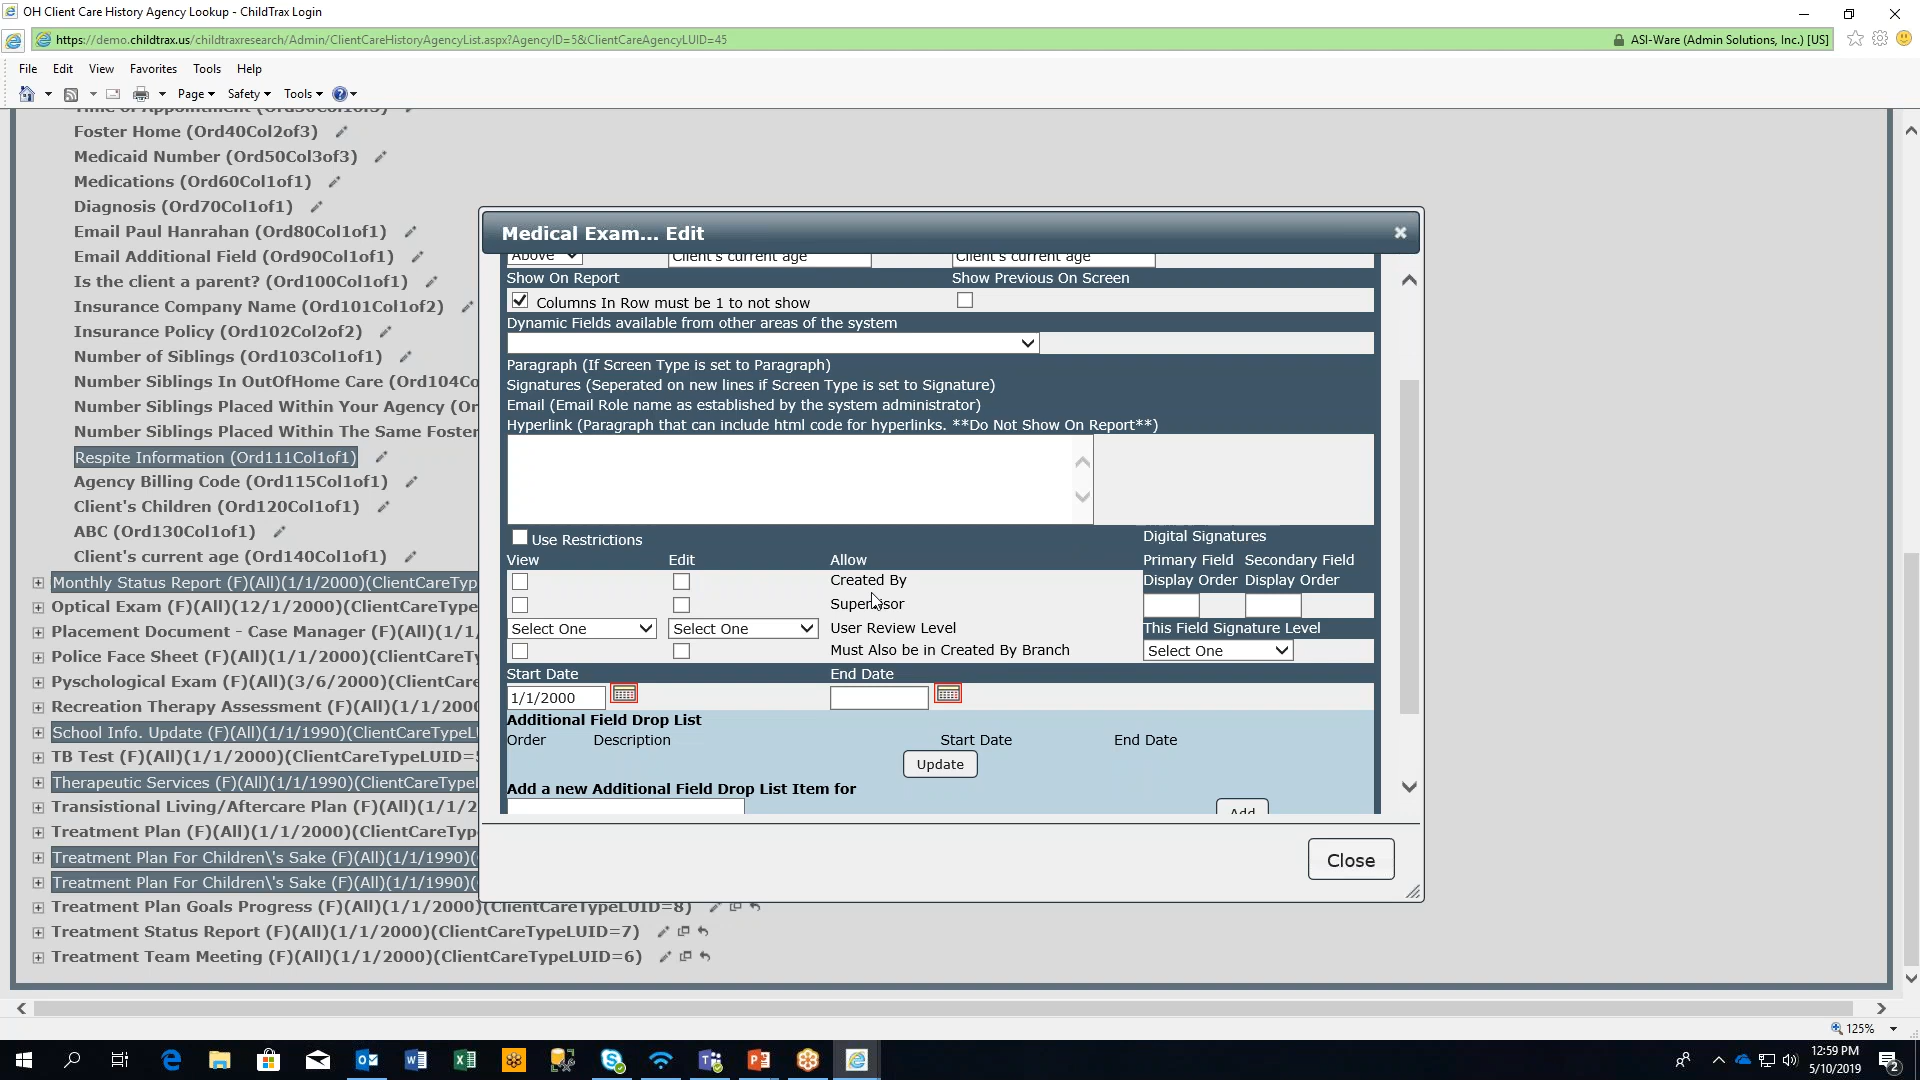 OH Client Care History Agency Lookup - ChildTrax Login
https://demo.childtrax.us/childtraxresearch/Admin/ClientCareHistoryAgencyList.aspx?AgencyID=5&ClientCareAgencyLUID=45
ASI-Ware (Admin Solutions, Inc.) [US]
File Edit View Favorites Tools Help
Page Safety Tools
Time of Appointment (Ord30Col1of3)
Foster Home (Ord40Col2of3)
Medicaid Number (Ord50Col3of3)
Medications (Ord60Col1of1)
Diagnosis (Ord70Col1of1)
Email Paul Hanrahan (Ord80Col1of1)
Email Additional Field (Ord90Col1of1)
Is the client a parent? (Ord100Col1of1)
Insurance Company Name (Ord101Col1of2)
Insurance Policy (Ord102Col2of2)
Number of Siblings (Ord103Col1of1)
Number Siblings In OutOfHome Care (Ord104Co
Number Siblings Placed Within Your Agency (Or
Number Siblings Placed Within The Same Foster
Respite Information (Ord111Col1of1)
Agency Billing Code (Ord115Col1of1)
Client's Children (Ord120Col1of1)
ABC (Ord130Col1of1)
Client's current age (Ord140Col1of1)
Monthly Status Report (F)(All)(1/1/2000)(ClientCareTyp
Optical Exam (F)(All)(12/1/2000)(ClientCareType
Placement Document - Case Manager (F)(All)(1/1/
Police Face Sheet (F)(All)(1/1/2000)(ClientCareT
Pyschological Exam (F)(All)(3/6/2000)(ClientCare
Recreation Therapy Assessment (F)(All)(1/1/2000
School Info. Update (F)(All)(1/1/1990)(ClientCareTypeL
TB Test (F)(All)(1/1/2000)(ClientCareTypeLUID=
Therapeutic Services (F)(All)(1/1/1990)(ClientCareTypeL
Transistional Living/Aftercare Plan (F)(All)(1/1/2
Treatment Plan (F)(All)(1/1/2000)(ClientCareTyp
Treatment Plan For Children\'s Sake (F)(All)(1/1/1990)(
Treatment Plan For Children\'s Sake (F)(All)(1/1/1990)(
Treatment Plan Goals Progress (F)(All)(1/1/2000)(ClientCareTypeLUID=8)
Treatment Status Report (F)(All)(1/1/2000)(ClientCareTypeLUID=7)
Treatment Team Meeting (F)(All)(1/1/2000)(ClientCareTypeLUID=6)
Medical Exam... Edit
Above Client's current age Client's current age
Show On Report Show Previous On Screen
Columns In Row must be 1 to not show
Dynamic Fields available from other areas of the system
Paragraph (If Screen Type is set to Paragraph)
Signatures (Seperated on new lines if Screen Type is set to Signature)
Email (Email Role name as established by the system administrator)
Hyperlink (Paragraph that can include html code for hyperlinks. **Do Not Show On Report**)
Use Restrictions Digital Signatures
View Edit Allow Primary Field Secondary Field
Created By Display Order Display Order
Supervisor
Select One Select One User Review Level This Field Signature Level
Must Also be in Created By Branch Select One
Start Date End Date
1/1/2000
Additional Field Drop List
Order Description Start Date End Date
Update
Add a new Additional Field Drop List Item for
Add
Close
125%
12:59 PM
5/10/2019
2